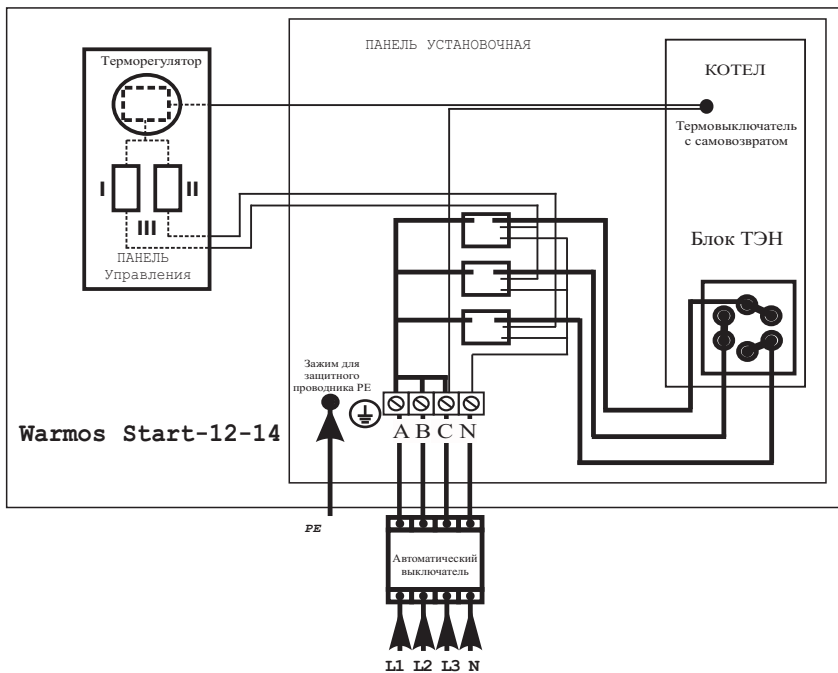 ПАНЕЛЬ УСТАНОВОЧНАЯ
Терморегулятор
КОТЕЛ
Термовыключатель
с самовозвратом
I
II
III
ПАНЕЛЬ
Управления
Блок ТЭН
Зажим для
защитного
проводника PE
Warmos Start-12-14
A B C N
PE
Автоматический
выключатель
L1 L2 L3 N